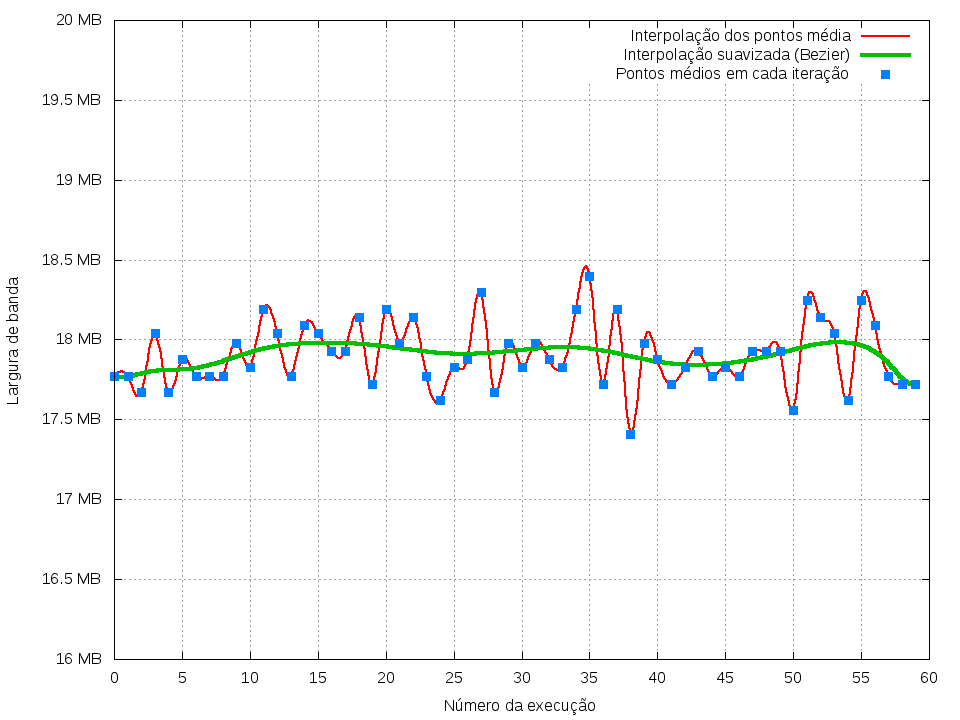 20 MB
19.5 MB
19 MB
18.5 MB
18 MB
17.5 MB
17 MB
16.5 MB
16 MB
Largura de banda
Interpolação dos pontos média
Interpolação suavizada (Bezier)
Pontos médios em cada iteração
0 5 10 15 20 25 30 35 40 45 50 55 60
Número da execução